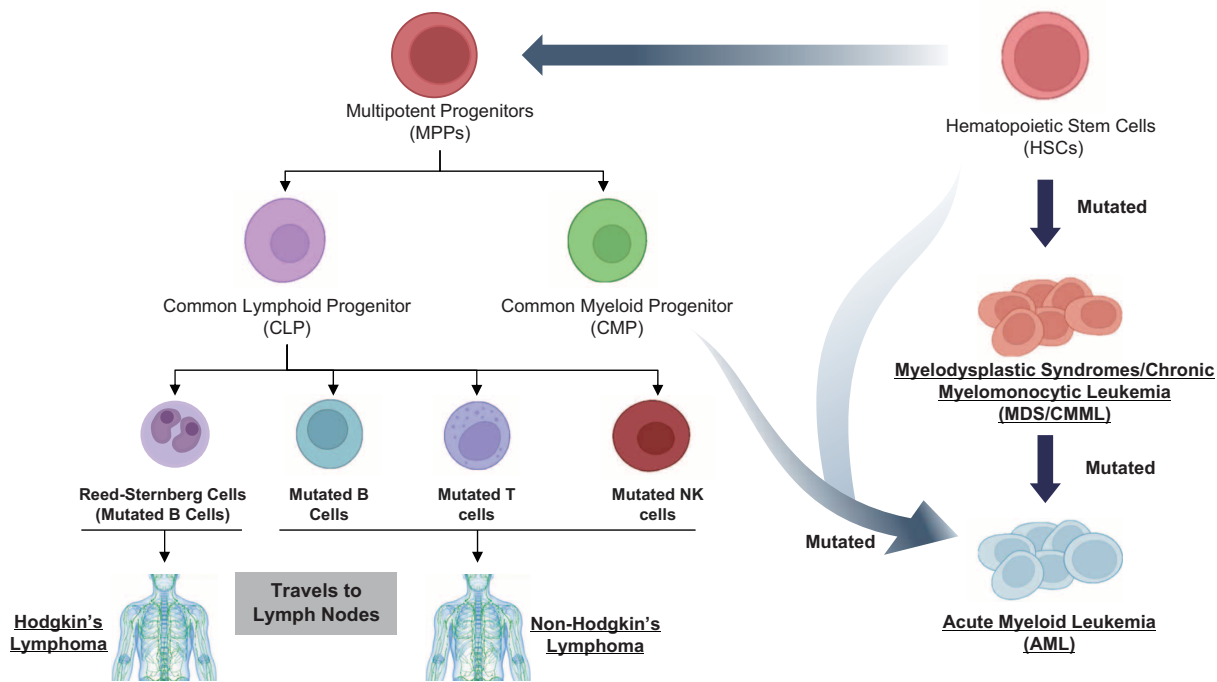 Multipotent Progenitors
(MPPs)
Hematopoietic Stem Cells
(HSCs)
Mutated
Common Lymphoid Progenitor
(CLP)
Common Myeloid Progenitor
(CMP)
Myelodysplastic Syndromes/Chronic
Myelomonocytic Leukemia
(MDS/CMML)
Mutated
Reed-Sternberg Cells
(Mutated B Cells)
Mutated B
Cells
Mutated T
cells
Mutated NK
cells
Mutated
Travels to
Lymph Nodes
Hodgkin's
Lymphoma
Non-Hodgkin's
Lymphoma
Acute Myeloid Leukemia
(AML)